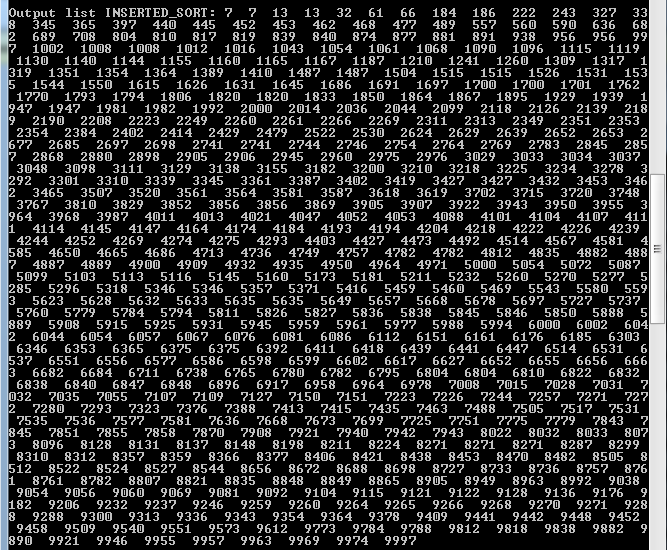 Output list INSERTED_SORT: 7 7 13 13 32 61 66 184 186 222 243 327 33
345 365 397 440 445 452 453 462 468 477 489 557 560 590 636 68
2 689 708 804 810 817 819 839 840 874 877 881 891 938 956 956 99
7 1002 1008 1008 1012 1016 1043 1054 1061 1068 1090 1096 1115 1119
1130 1140 1144 1155 1160 1165 1167 1187 1210 1241 1260 1309 1317 1
319 1351 1354 1364 1389 1410 1487 1487 1504 1515 1515 1526 1531 153
5 1544 1550 1615 1626 1631 1645 1686 1691 1697 1700 1700 1701 1762
1770 1793 1794 1806 1820 1820 1833 1850 1864 1867 1895 1929 1939 1
947 1947 1981 1982 1992 2000 2014 2036 2044 2099 2118 2126 2139 218
9 2190 2208 2223 2249 2260 2261 2266 2269 2311 2313 2349 2351 2353
2354 2384 2402 2414 2429 2479 2522 2530 2624 2629 2639 2652 2653 2
677 2685 2697 2698 2741 2741 2744 2746 2754 2764 2769 2783 2845 285
7 2868 2880 2898 2905 2906 2945 2960 2975 2976 3029 3033 3034 3037
3048 3098 3111 3129 3138 3155 3182 3200 3210 3218 3225 3234 3278 3
292 3301 3310 3339 3345 3361 3387 3402 3419 3427 3427 3432 3453 346
2 3465 3507 3520 3561 3564 3581 3587 3618 3619 3702 3715 3720 3748
3767 3810 3829 3852 3856 3856 3869 3905 3907 3922 3943 3950 3955 3
964 3968 3987 4011 4013 4021 4047 4052 4053 4088 4101 4104 4107 411
1 4114 4145 4147 4164 4174 4184 4193 4194 4204 4218 4222 4226 4239
4244 4252 4269 4274 4275 4293 4403 4427 4473 4492 4514 4567 4581 4
585 4650 4665 4686 4713 4736 4749 4757 4782 4782 4812 4835 4882 488
7 4887 4889 4900 4909 4932 4935 4950 4964 4971 5000 5054 5072 5087
5099 5103 5113 5116 5145 5160 5173 5181 5211 5232 5260 5270 5277 5
285 5296 5318 5346 5346 5357 5371 5416 5459 5460 5469 5543 5580 559
3 5623 5628 5632 5633 5635 5635 5649 5657 5668 5678 5697 5727 5737
5760 5779 5784 5794 5811 5826 5827 5836 5838 5845 5846 5850 5888 5
889 5908 5915 5925 5931 5945 5959 5961 5977 5988 5994 6000 6002 604
2 6044 6054 6057 6067 6076 6081 6086 6112 6151 6161 6176 6185 6303
6346 6353 6365 6375 6375 6392 6411 6418 6439 6441 6447 6514 6531 6
537 6551 6556 6577 6586 6598 6599 6602 6617 6627 6652 6655 6656 666
6 6682 6684 6711 6738 6765 6780 6782 6795 6804 6804 6810 6822 6832
6838 6840 6847 6848 6896 6917 6958 6964 6978 7008 7015 7028 7031 7
032 7035 7055 7107 7109 7127 7150 7151 7223 7226 7244 7257 7271 727
2 7280 7293 7323 7376 7388 7413 7415 7435 7463 7488 7505 7517 7531
7535 7536 7577 7581 7636 7668 7673 7699 7725 7751 7775 7779 7843 7
845 7851 7855 7858 7870 7908 7921 7940 7942 7943 8022 8032 8033 807
3 8096 8128 8131 8137 8148 8198 8211 8224 8271 8271 8271 8287 8299
8310 8312 8357 8359 8366 8377 8406 8421 8438 8453 8470 8482 8505 8
512 8522 8524 8527 8544 8656 8672 8688 8698 8727 8733 8736 8757 876
1 8761 8782 8807 8821 8835 8848 8849 8865 8905 8949 8963 8992 9038
9054 9056 9060 9069 9081 9092 9104 9115 9121 9122 9128 9136 9176 9
182 9206 9232 9237 9246 9259 9260 9264 9265 9266 9268 9270 9271 928
1 9288 9300 9313 9336 9343 9354 9364 9378 9409 9441 9442 9448 9452
9458 9509 9540 9551 9573 9612 9773 9784 9788 9812 9818 9838 9882 9
890 9921 9946 9955 9957 9963 9969 9974 9997